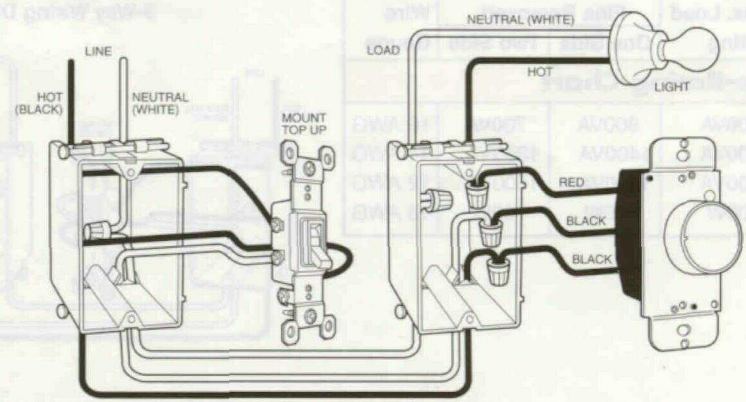 NEUTRAL (WHITE)
LINE
LOAD
HOT
LIGHT
HOT
(BLACK)
NEUTRAL
(WHITE)
MOUNT
TOP UP
RED
BLACK
BLACK